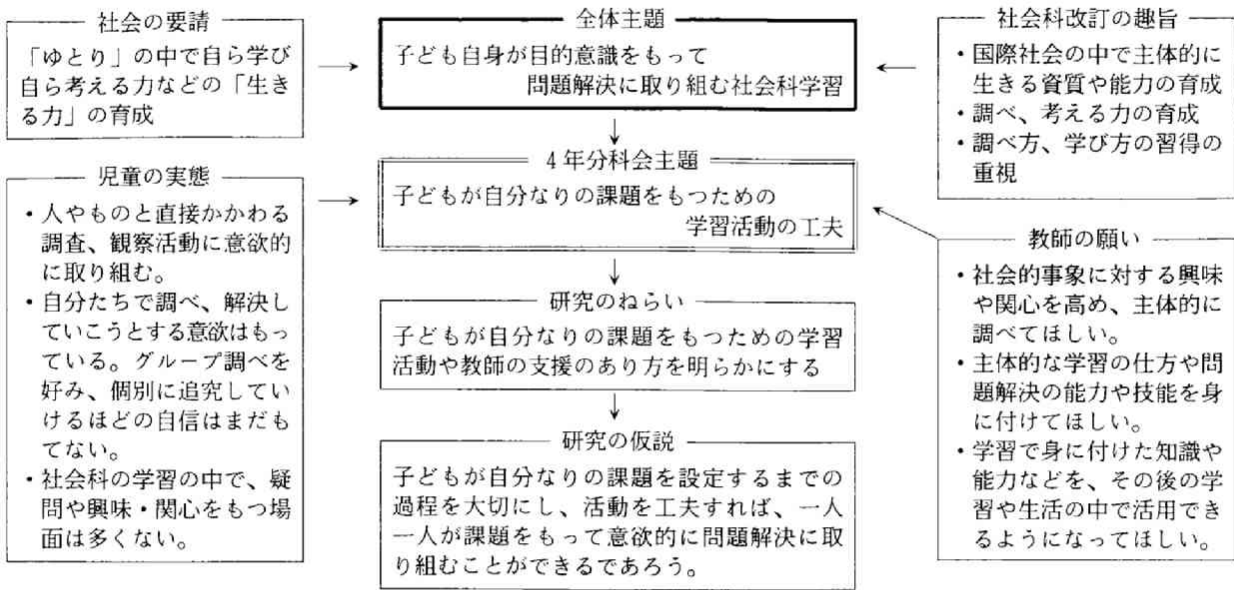 社会の要請
「ゆとり」の中で自ら学び
自ら考える力などの「生き
る力」の育成
児童の実態
・人やものと直接かかわる
調査、観察活動に意欲的
に取り組む。
・自分たちで調べ、解決し
ていこうとする意欲はもっ
ている。グループ調べを
好み、個別に追究してい
けるほどの自信はまだも
てない。
・社会科の学習の中で、疑
問や興味・関心をもつ場
面は多くない。
全体主題
子ども自身が目的意識をもって
問題解決に取り組む社会科学習
4年分科会主題
子どもが自分なりの課題をもつための
学習活動の工夫
研究のねらい
子どもが自分なりの課題をもつための学習
活動や教師の支援のあり方を明らかにする
研究の仮説
子どもが自分なりの課題を設定するまでの
過程を大切にし、活動を工夫すれば、一人
一人が課題をもって意欲的に問題解決に取
り組むことができるであろう。
社会科改訂の趣旨
・国際社会の中で主体的に
生きる資質や能力の育成
・調べ、考える力の育成
・調べ方、学び方の習得の
重視
教師の願い
・社会的事象に対する興味
や関心を高め、主体的に
調べてほしい。
・主体的な学習の仕方や問
題解決の能力や技能を身
に付けてほしい。
・学習で身に付けた知識や
能力などを、その後の学
習や生活の中で活用でき
るようになってほしい。